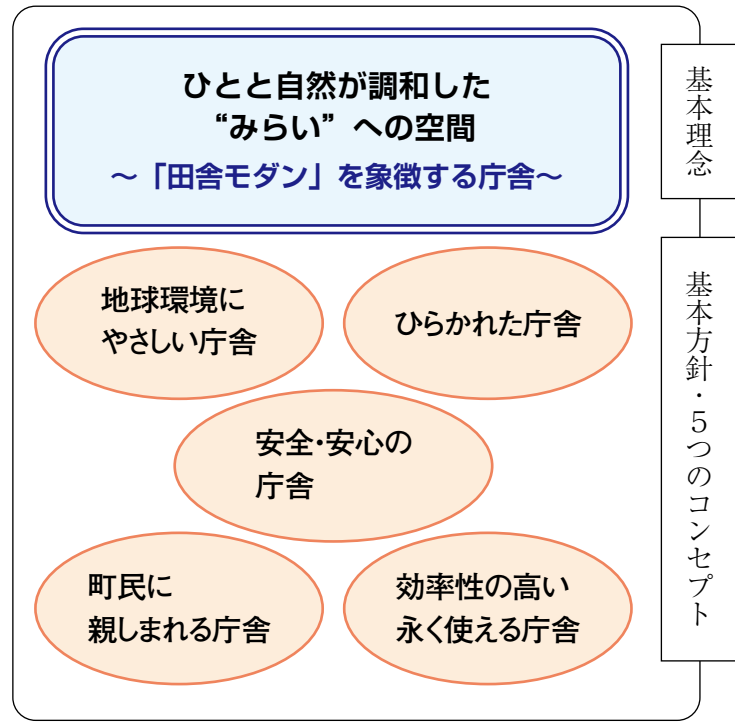 ひとと自然が調和した
“みらい”への空間
～「田舎モダン」を象徴する庁舎～
基本理念
地球環境に
やさしい庁舎
ひらかれた庁舎
安全・安心の
庁舎
町民に
親しまれる庁舎
効率性の高い
永く使える庁舎
基本方針・５つのコンセプト